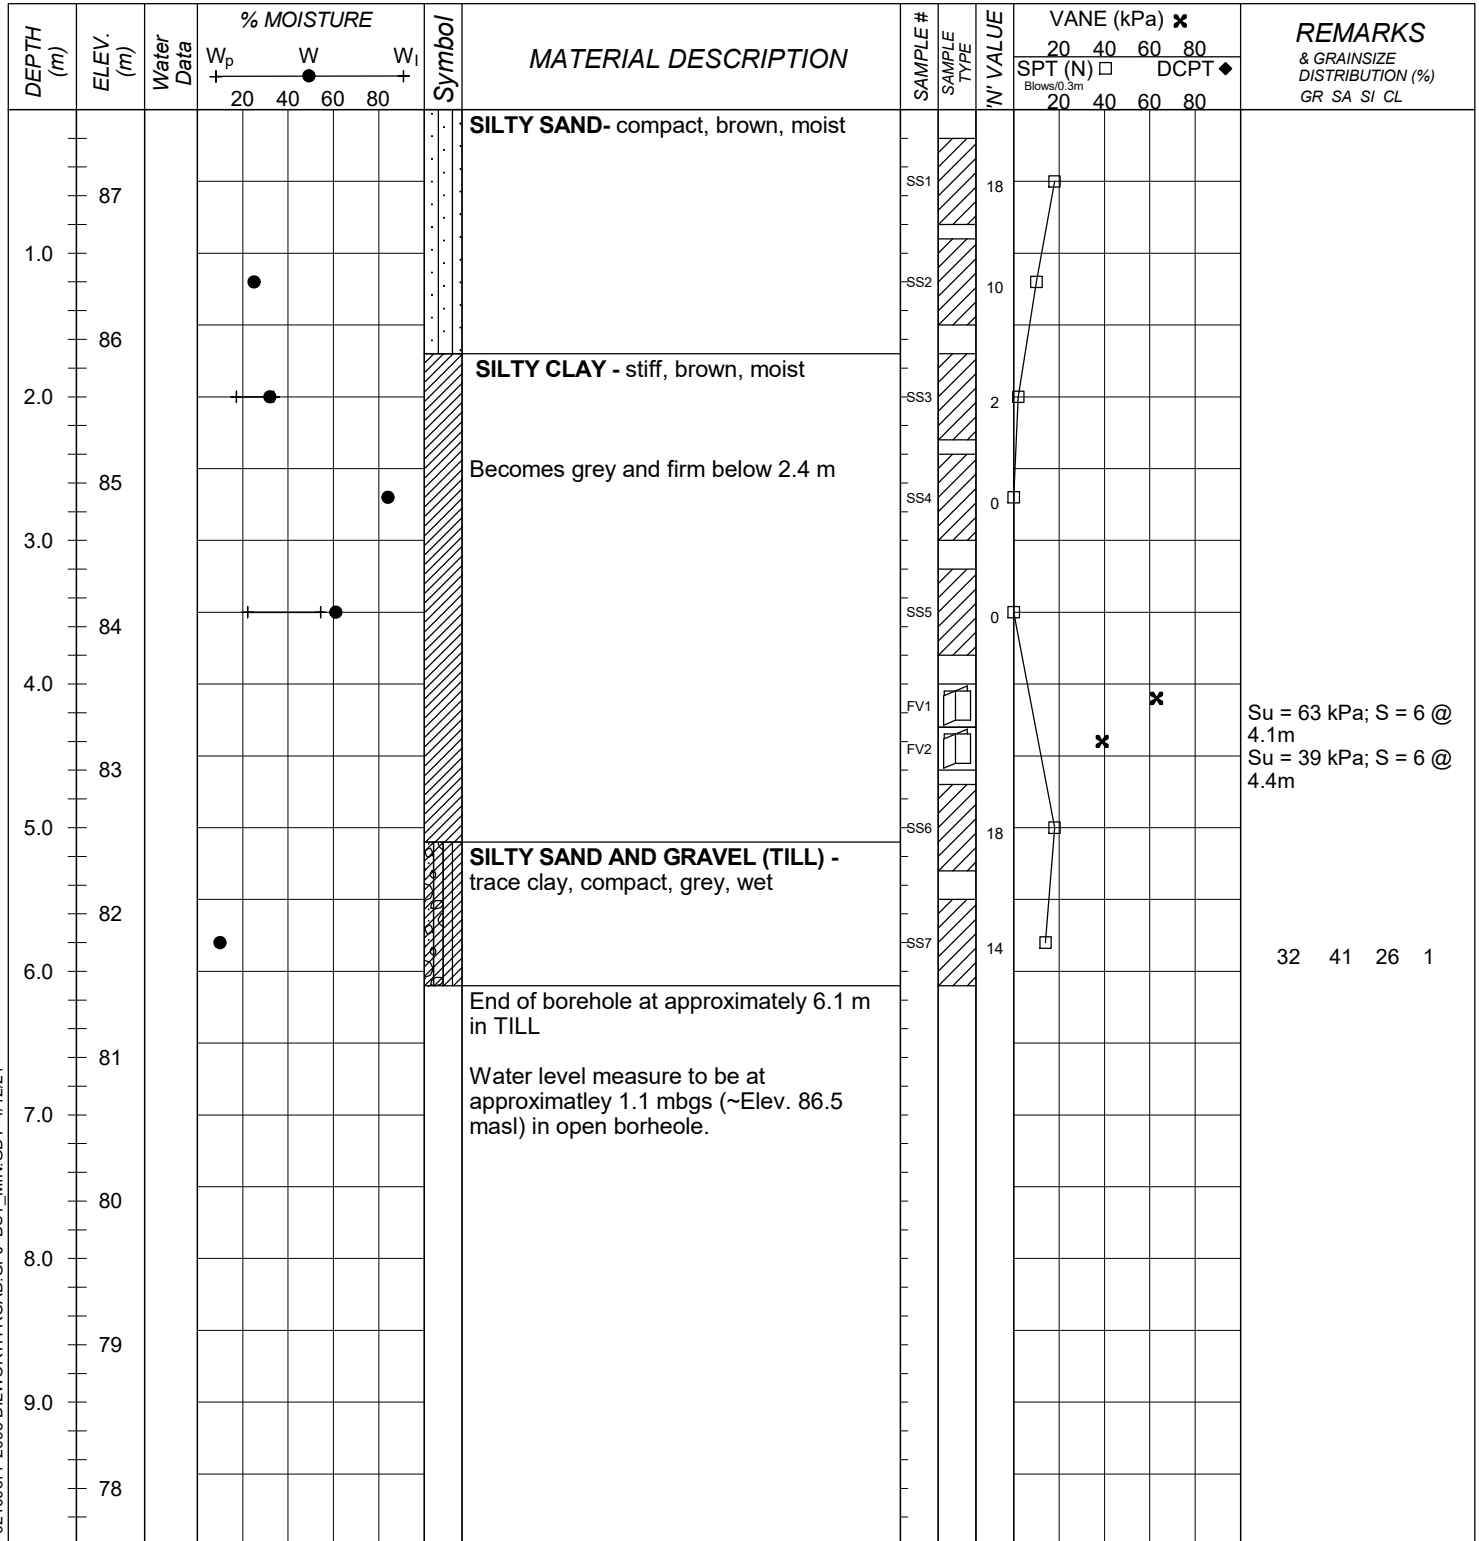 DEPTH (m)
ELEV. (m)
Water Data
% MOISTURE
Wp W Wl
20 40 60 80
Symbol
MATERIAL DESCRIPTION
SAMPLE #
SAMPLE TYPE
'N' VALUE
VANE (kPa) ✖
20 40 60 80
SPT (N) □ DCPT ◆
Blows/0.3m
20 40 60 80
REMARKS
& GRAINSIZE
DISTRIBUTION (%)
GR SA SI CL
SILTY SAND- compact, brown, moist
87 SS1 18
1.0
SS2 10
86
SILTY CLAY - stiff, brown, moist
2.0 SS3 2
Becomes grey and firm below 2.4 m
85 SS4 0
3.0
SS5 0
84
4.0
FV1
Su = 63 kPa; S = 6 @
4.1m
FV2
Su = 39 kPa; S = 6 @
4.4m
83
5.0 SS6 18
SILTY SAND AND GRAVEL (TILL) -
trace clay, compact, grey, wet
82
SS7 14 32 41 26 1
6.0
End of borehole at approximately 6.1 m
in TILL
81
Water level measure to be at
approximatley 1.1 mbgs (~Elev. 86.5
masl) in open borheole.
7.0
80
8.0
79
9.0
78